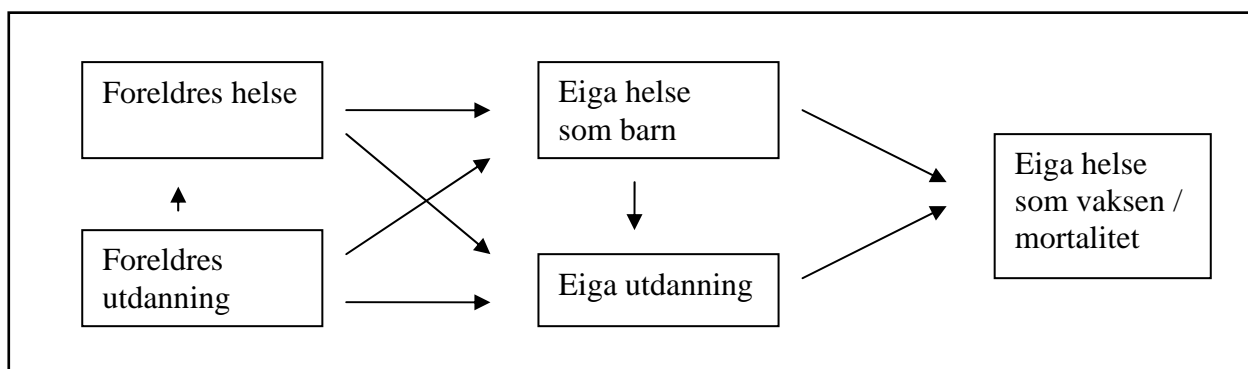 Foreldres helse
Foreldres
utdanning
Eiga helse
som barn
Eiga utdanning
Eiga helse
som vaksen /
mortalitet